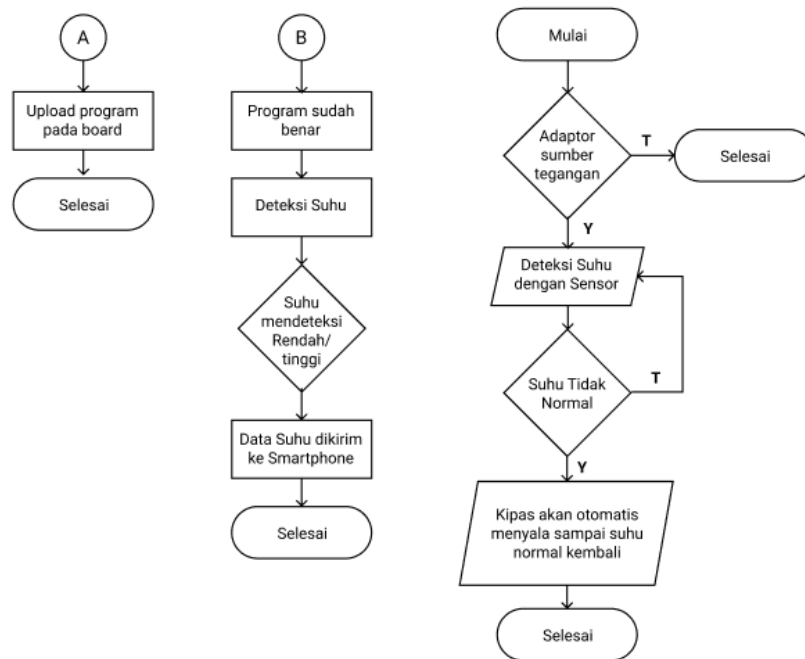 A
Upload program
pada board
Selesai
B
Program sudah
benar
Deteksi Suhu
Suhu
mendeteksi
Rendah/
tinggi
Data Suhu dikirim
ke Smartphone
Selesai
Mulai
Adaptor
sumber
tegangan
T
Selesai
Y
Deteksi Suhu
dengan Sensor
Suhu Tidak
Normal
T
Y
Kipas akan otomatis
menyala sampai suhu
normal kembali
Selesai